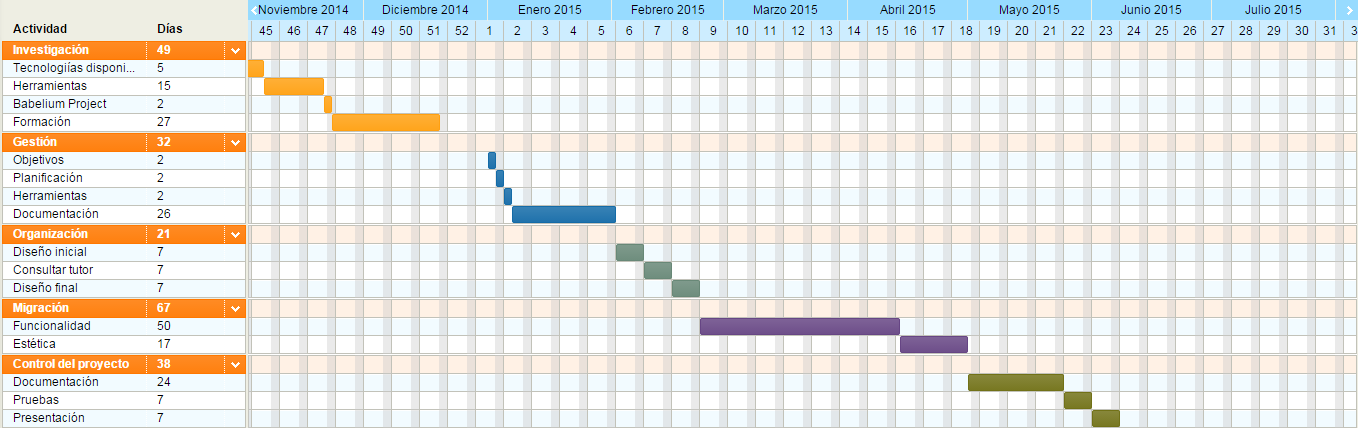 Noviembre 2014 Diciembre 2014 Enero 2015 Febrero 2015 Marzo 2015 Abril 2015 Mayo 2015 Junio 2015 Julio 2015
Actividad Días 45 46 47 48 49 50 51 52 1 2 3 4 5 6 7 8 9 10 11 12 13 14 15 16 17 18 19 20 21 22 23 24 25 26 27 28 29 30 31 3
Investigación 49
Tecnologiías disponi... 5
Herramientas 15
Babelium Project 2
Formación 27
Gestión 32
Objetivos 2
Planificación 2
Herramientas 2
Documentación 26
Organización 21
Diseño inicial 7
Consultar tutor 7
Diseño final 7
Migración 67
Funcionalidad 50
Estética 17
Control del proyecto 38
Documentación 24
Pruebas 7
Presentación 7